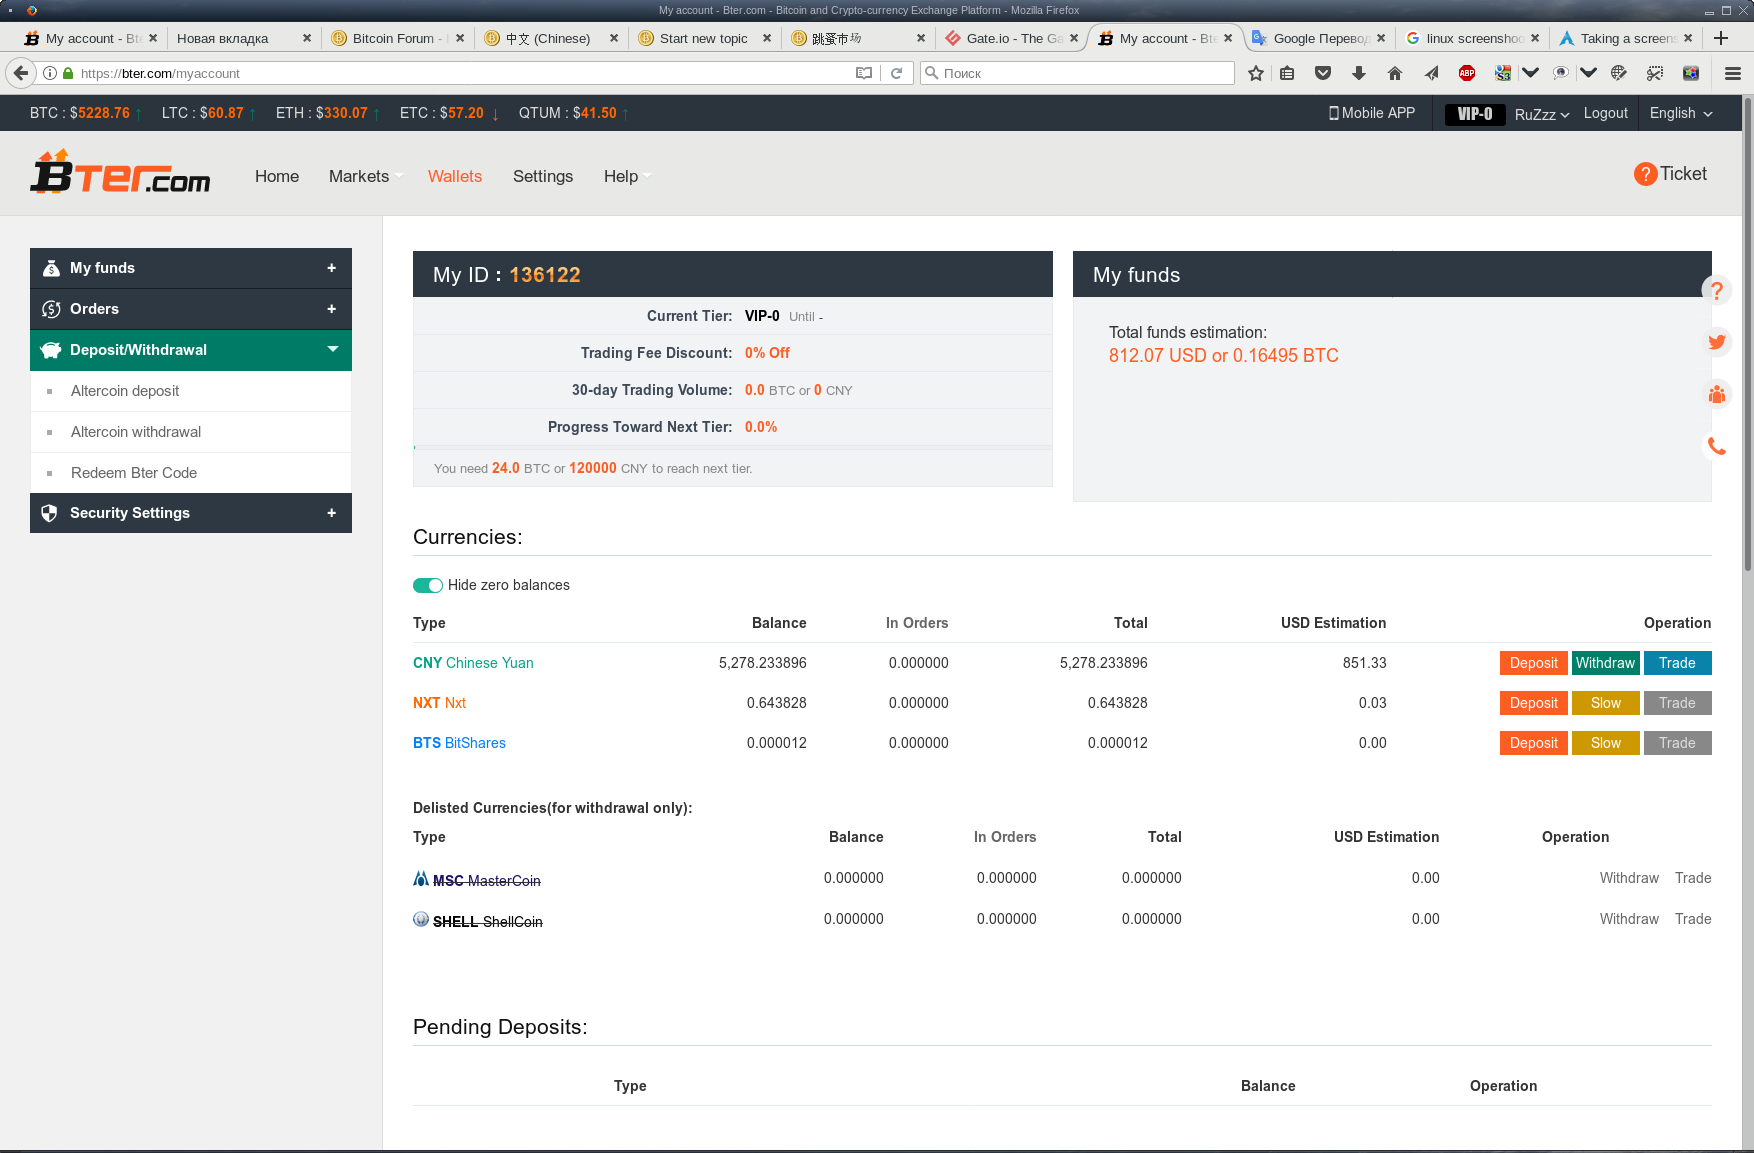 My account - Bter.com - Bitcoin and Crypto-currency Exchange Platform - Mozilla Firefox
My account - Bte
Новая вкладка
Bitcoin Forum -
中文 (Chinese)
Start new topic
跳蚤市场
Gate.io - The Ga
My account - Bte
Google Перевод
linux screenshoo
Taking a screens
https://bter.com/myaccount
Поиск
ABP
BTC : $5228.76 ↑ LTC : $60.87 ↑ ETH : $330.07 ↑ ETC : $57.20 ↓ QTUM : $41.50 ↑
Mobile APP
VIP-0
RuZzz
Logout
English
Bter.com
Home Markets Wallets Settings Help
? Ticket
My funds +
Orders +
Deposit/Withdrawal
Altercoin deposit
Altercoin withdrawal
Redeem Bter Code
Security Settings +
My ID : 136122
Current Tier: VIP-0 Until -
Trading Fee Discount: 0% Off
30-day Trading Volume: 0.0 BTC or 0 CNY
Progress Toward Next Tier: 0.0%
You need 24.0 BTC or 120000 CNY to reach next tier.
My funds
Total funds estimation:
812.07 USD or 0.16495 BTC
?
Currencies:
Hide zero balances
Type Balance In Orders Total USD Estimation Operation
CNY Chinese Yuan 5,278.233896 0.000000 5,278.233896 851.33 Deposit Withdraw Trade
NXT Nxt 0.643828 0.000000 0.643828 0.03 Deposit Slow Trade
BTS BitShares 0.000012 0.000000 0.000012 0.00 Deposit Slow Trade
Delisted Currencies(for withdrawal only):
Type Balance In Orders Total USD Estimation Operation
MSC MasterCoin 0.000000 0.000000 0.000000 0.00 Withdraw Trade
SHELL ShellCoin 0.000000 0.000000 0.000000 0.00 Withdraw Trade
Pending Deposits:
Type Balance Operation